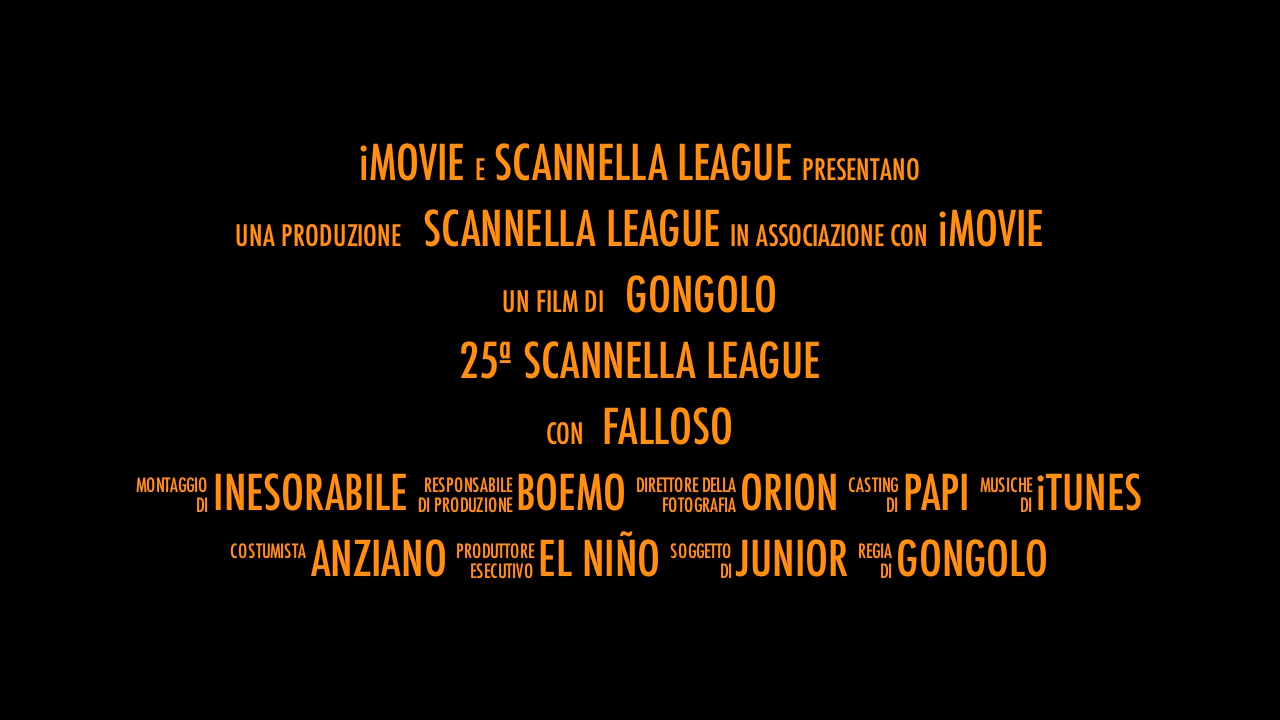 iMOVIE E SCANNELLA LEAGUE PRESENTANO
UNA PRODUZIONE SCANNELLA LEAGUE IN ASSOCIAZIONE CON iMOVIE
UN FILM DI GONGOLO
25ª SCANNELLA LEAGUE
CON FALLOSO
MONTAGGIO DI INESORABILE RESPONSABILE DI PRODUZIONE BOEMO DIRETTORE DELLA FOTOGRAFIA ORION CASTING DI PAPI MUSICHE DI iTUNES
COSTUMISTA ANZIANO PRODUTTORE ESECUTIVO EL NIÑO SOGGETTO DI JUNIOR REGIA DI GONGOLO